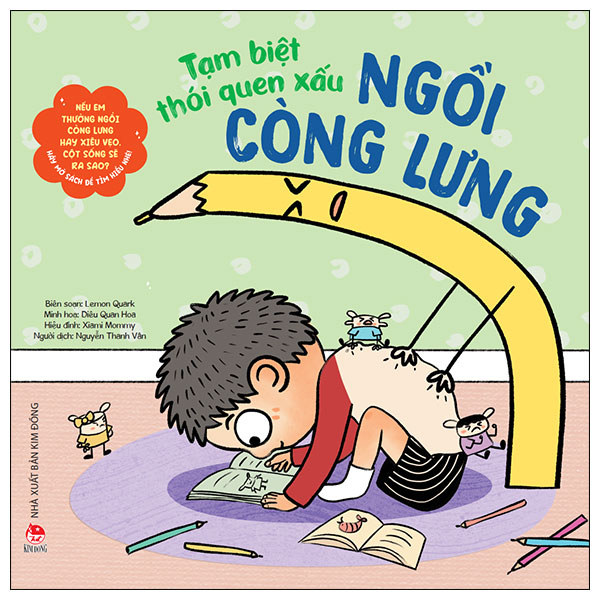 Tạm biệt
thói quen xấu
NGỒI
CÒNG LƯNG
NẾU EM
THƯỜNG NGỒI
CÒNG LƯNG
HAY XIÊU VẸO,
CỘT SỐNG SẼ
RA SAO?
HÃY MỞ SÁCH ĐỂ TÌM HIỂU NHÉ!
Biên soạn: Lemon Quark
Minh họa: Diêu Quan Hoa
Hiệu đính: Xiami Mommy
Người dịch: Nguyễn Thanh Vân
NHÀ XUẤT BẢN KIM ĐỒNG
KIM ĐỒNG